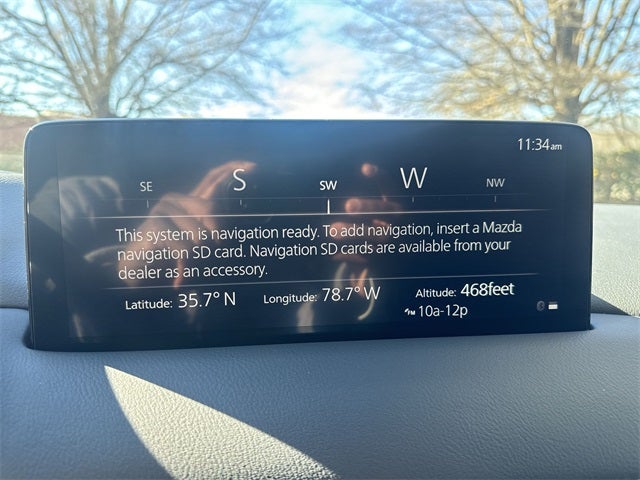 11:34am
SE S SW W NW
This system is navigation ready. To add navigation, insert a Mazda
navigation SD card. Navigation SD cards are available from your
dealer as an accessory.
Latitude: 35.7° N Longitude: 78.7° W Altitude: 468feet
10a-12p